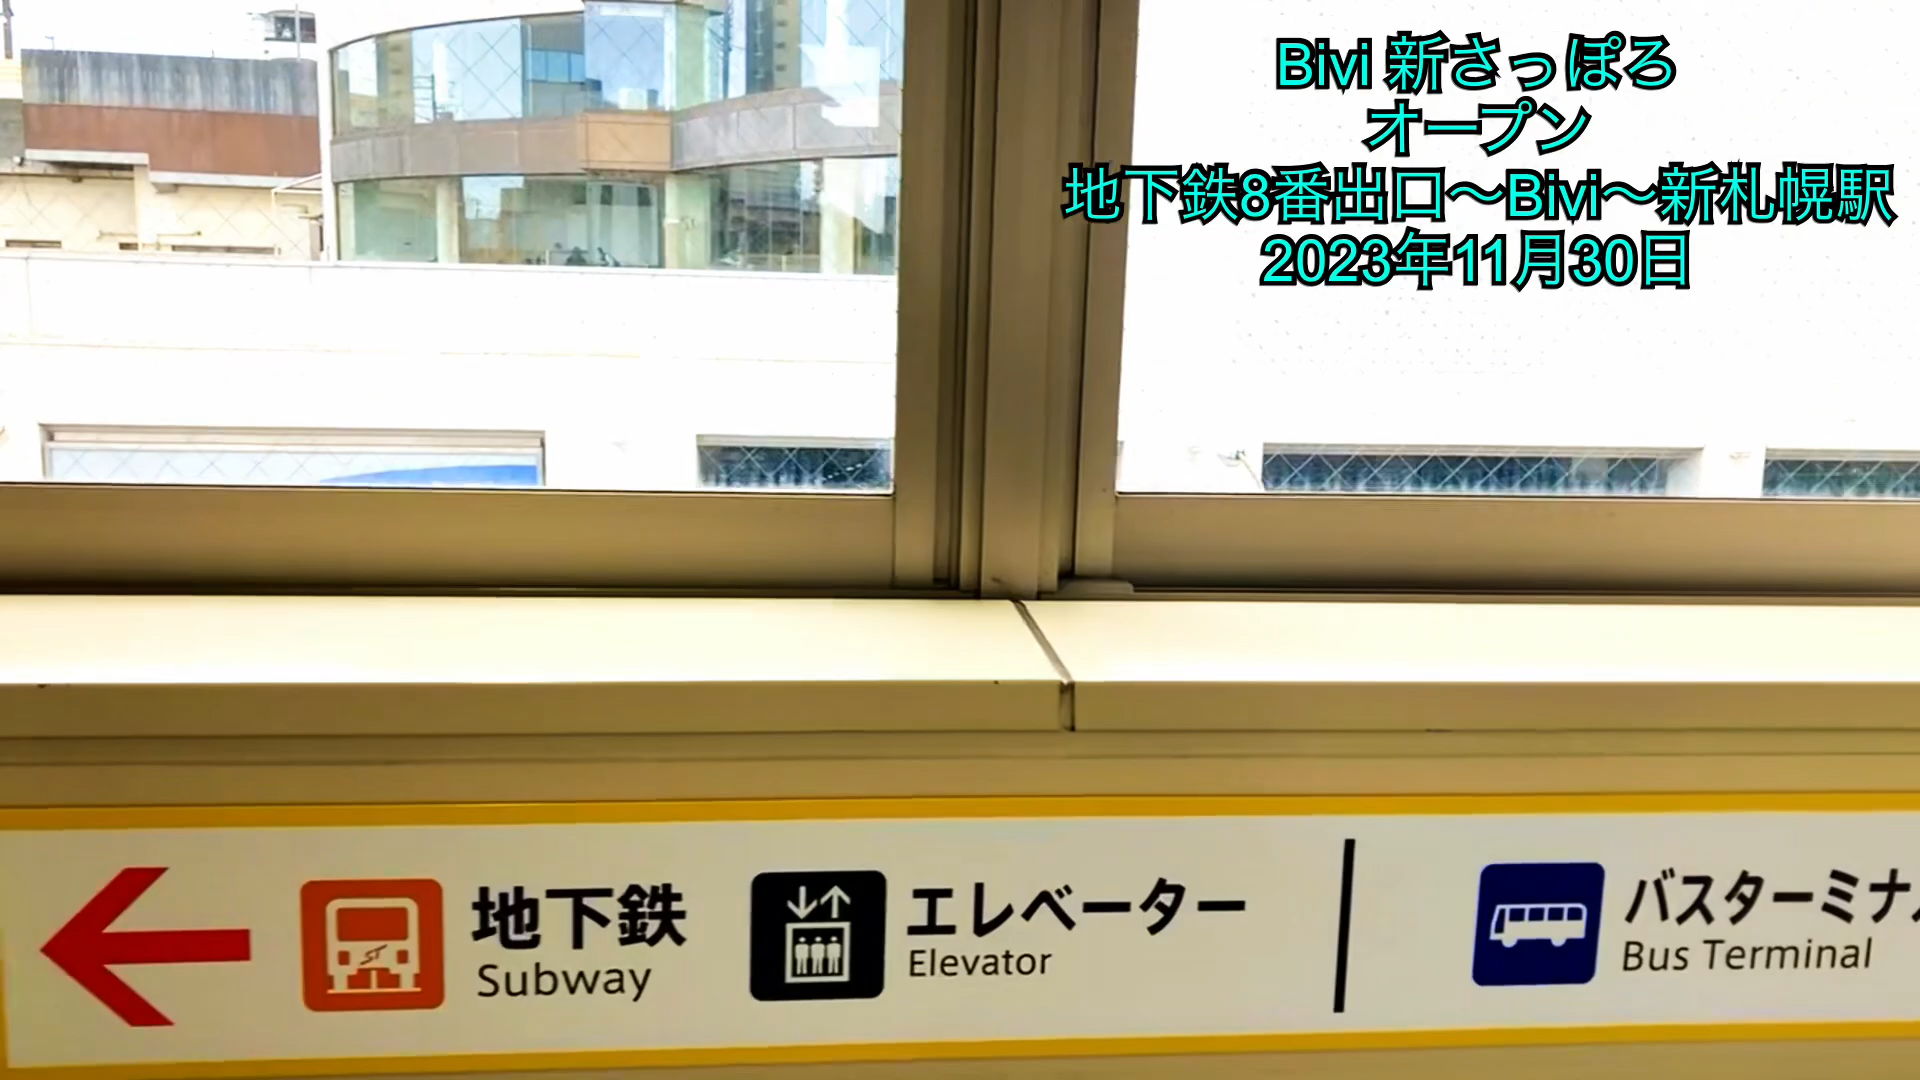 Bivi 新さっぽろ
オープン
地下鉄8番出口～Bivi～新札幌駅
2023年11月30日
地下鉄 エレベーター バスターミナ
Subway Elevator Bus Terminal
ST